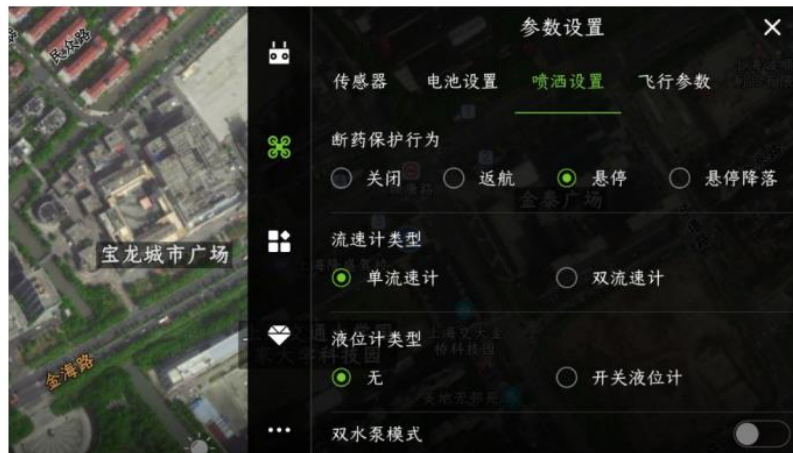 民众路
宝龙城市广场
金海路
参数设置
传感器 电池设置 喷洒设置 飞行参数
断药保护行为
关闭 返航 悬停 悬停降落
金泰广场
流速计类型
单流速计 双流速计
液位计类型
无 开关液位计
双水泵模式